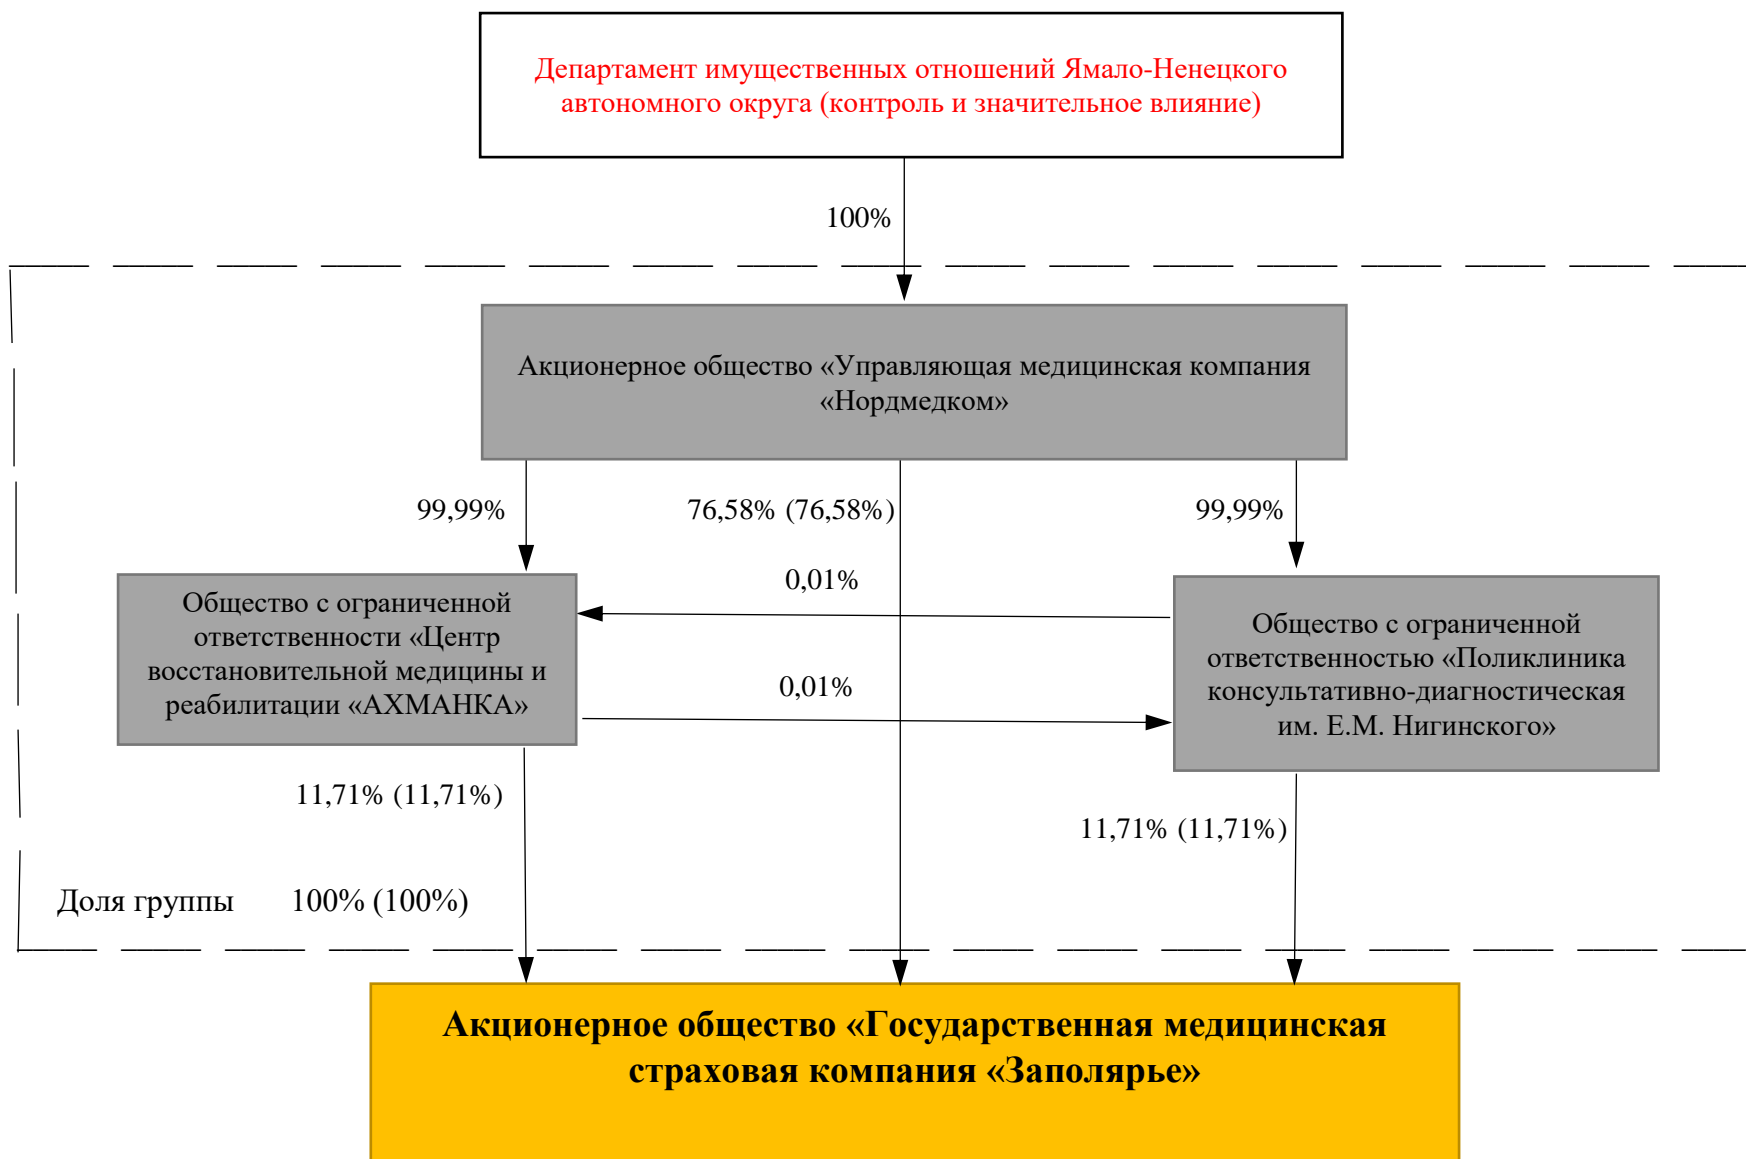 Департамент имущественных отношений Ямало-Ненецкого
автономного округа (контроль и значительное влияние)
100%
Акционерное общество «Управляющая медицинская компания
«Нордмедком»
99,99%
76,58% (76,58%)
99,99%
0,01%
Общество с ограниченной
ответственности «Центр
восстановительной медицины и
реабилитации «АХМАНКА»
Общество с ограниченной
ответственностью «Поликлиника
консультативно-диагностическая
им. Е.М. Нигинского»
0,01%
11,71% (11,71%)
11,71% (11,71%)
Доля группы 100% (100%)
Акционерное общество «Государственная медицинская
страховая компания «Заполярье»